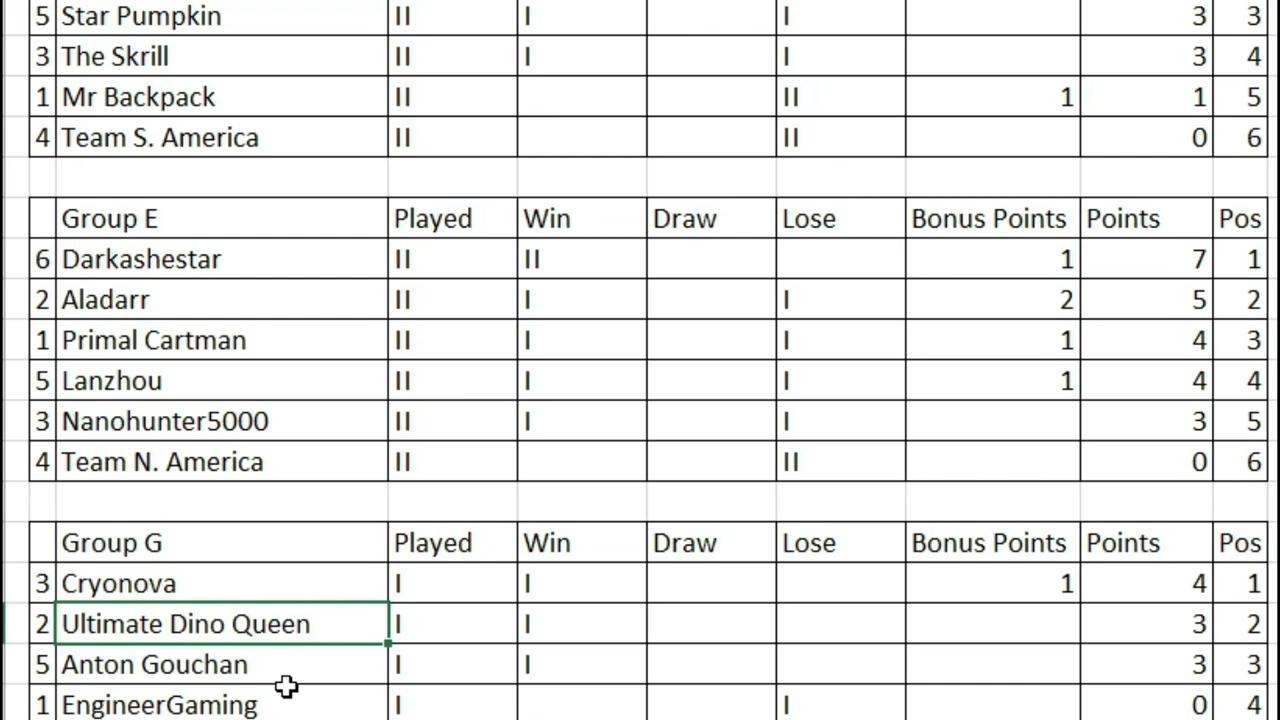 5 Star Pumpkin II I I 3 3
3 The Skrill II I I 3 4
1 Mr Backpack II II 1 1 5
4 Team S. America II II 0 6
Group E Played Win Draw Lose Bonus Points Points Pos
6 Darkashestar II II 1 7 1
2 Aladarr II I I 2 5 2
1 Primal Cartman II I I 1 4 3
5 Lanzhou II I I 1 4 4
3 Nanohunter5000 II I I 3 5
4 Team N. America II II 0 6
Group G Played Win Draw Lose Bonus Points Points Pos
3 Cryonova I I 1 4 1
2 Ultimate Dino Queen I I 3 2
5 Anton Gouchan I I 3 3
1 EngineerGaming I I 0 4